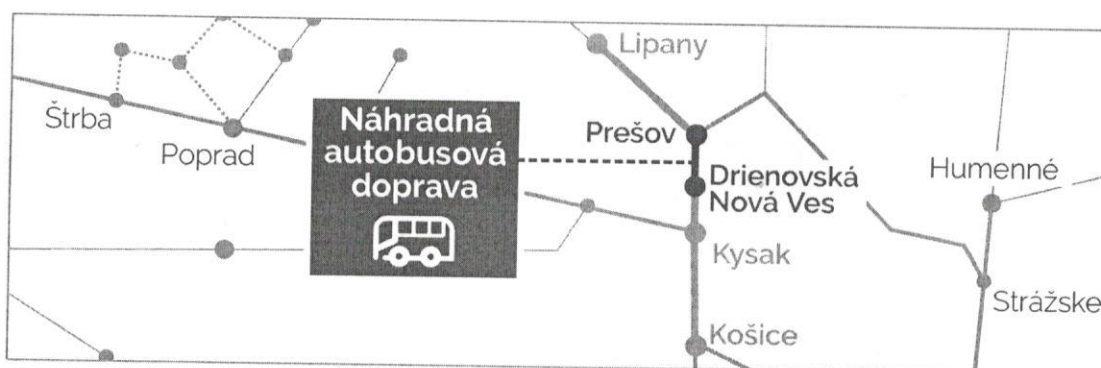 Lipany
Štrba
Poprad
Náhradná
autobusová
doprava
Prešov
Drienovská
Nová Ves
Humenné
Kysak
Strážske
Košice